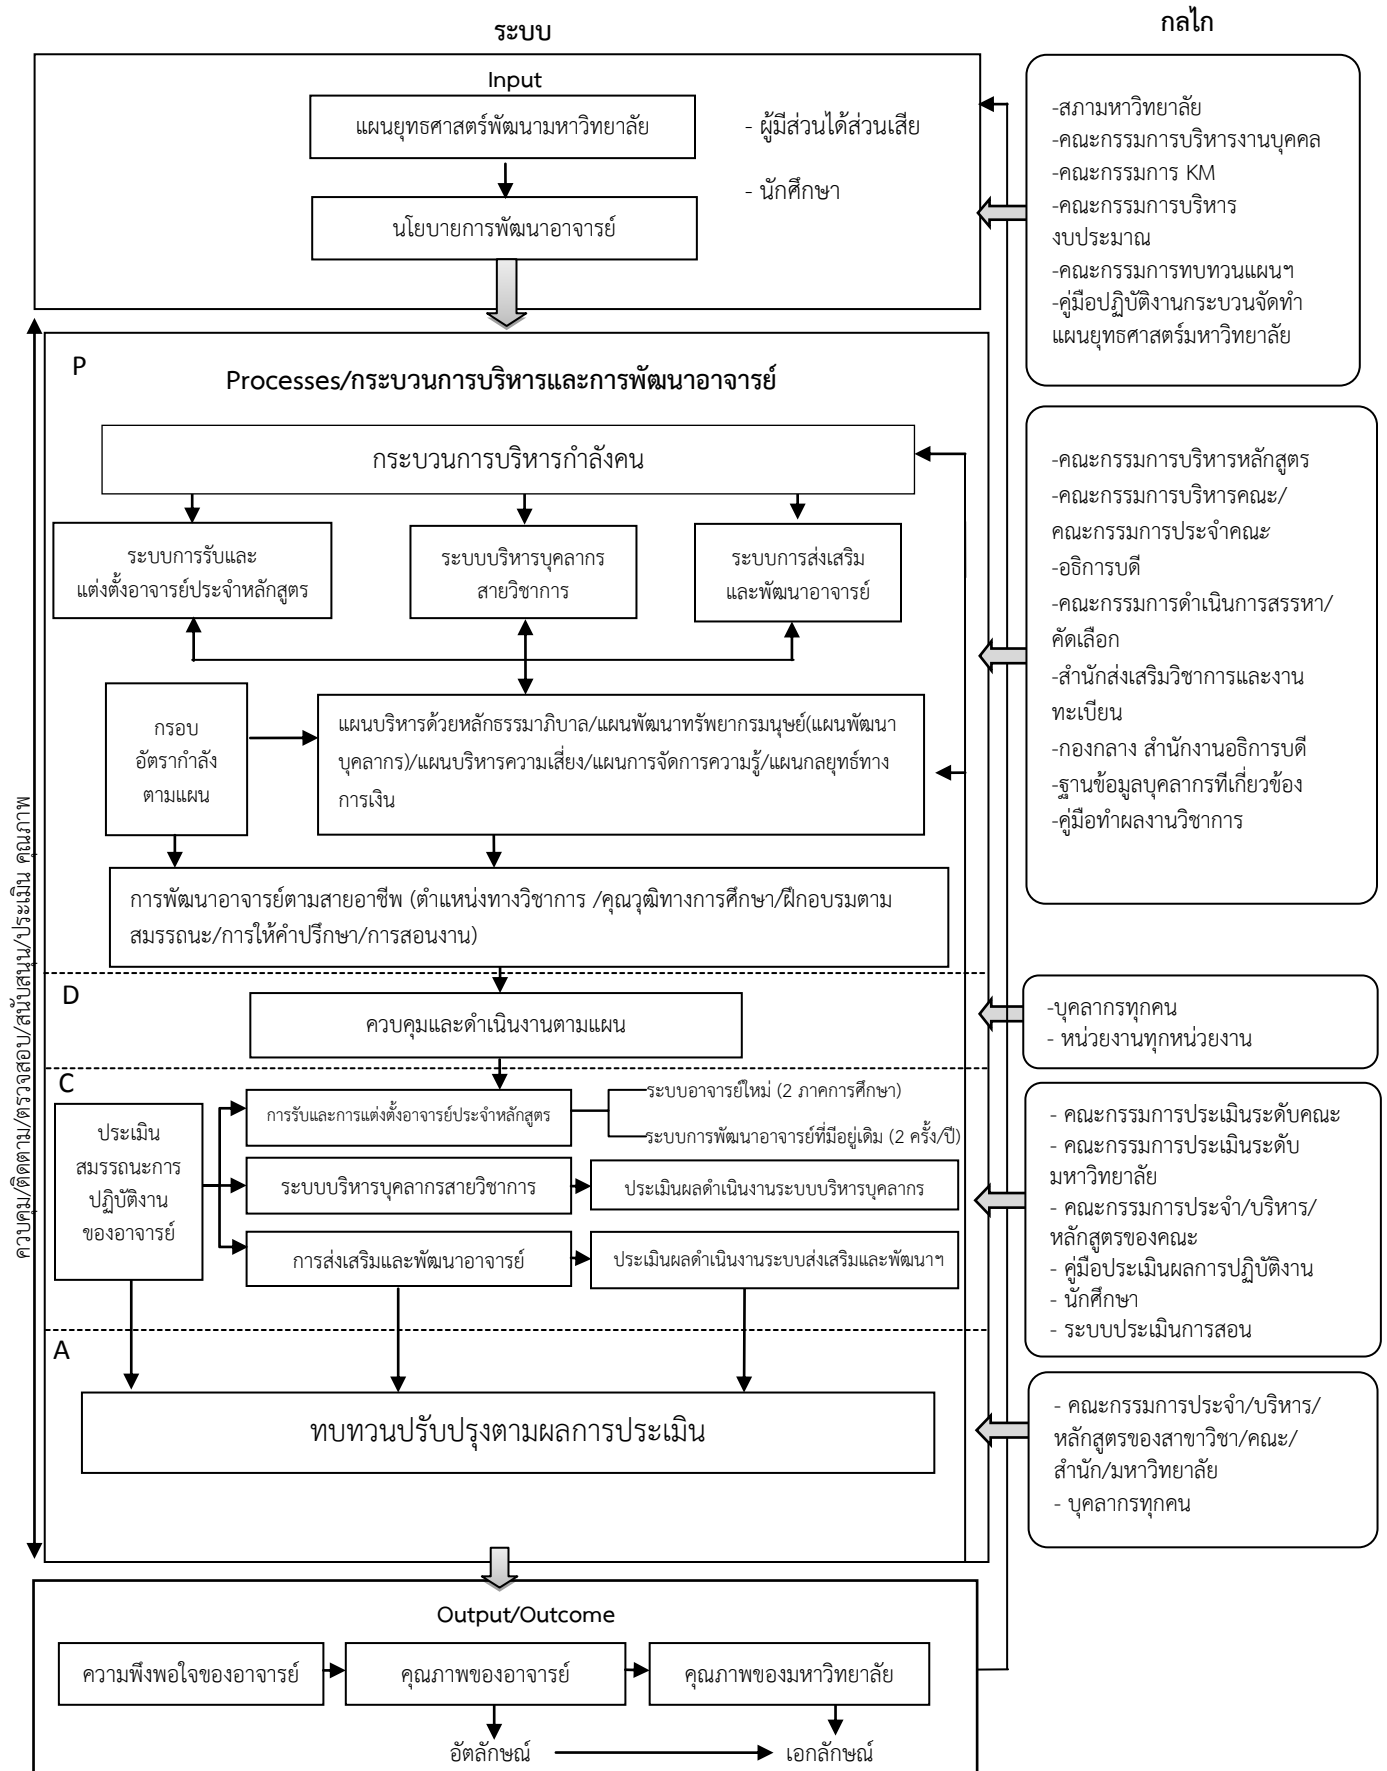 ระบบ
กลไก
Input
แผนยุทธศาสตร์พัฒนามหาวิทยาลัย
- ผู้มีส่วนได้ส่วนเสีย
- นักศึกษา
นโยบายการพัฒนาอาจารย์
-สภามหาวิทยาลัย
-คณะกรรมการบริหารงานบุคคล
-คณะกรรมการ KM
-คณะกรรมการบริหาร
งบประมาณ
-คณะกรรมการทบทวนแผนฯ
-คู่มือปฏิบัติงานกระบวนจัดทำ
แผนยุทธศาสตร์มหาวิทยาลัย
ควบคุม/ติดตาม/ตรวจสอบ/สนับสนุน/ประเมิน คุณภาพ
P
Processes/กระบวนการบริหารและการพัฒนาอาจารย์
กระบวนการบริหารกำลังคน
ระบบการรับและ
แต่งตั้งอาจารย์ประจำหลักสูตร
ระบบบริหารบุคลากร
สายวิชาการ
ระบบการส่งเสริม
และพัฒนาอาจารย์
กรอบ
อัตรากำลัง
ตามแผน
แผนบริหารด้วยหลักธรรมาภิบาล/แผนพัฒนาทรัพยากรมนุษย์(แผนพัฒนา
บุคลากร)/แผนบริหารความเสี่ยง/แผนการจัดการความรู้/แผนกลยุทธ์ทาง
การเงิน
การพัฒนาอาจารย์ตามสายอาชีพ (ตำแหน่งทางวิชาการ /คุณวุฒิทางการศึกษา/ฝึกอบรมตาม
สมรรถนะ/การให้คำปรึกษา/การสอนงาน)
-คณะกรรมการบริหารหลักสูตร
-คณะกรรมการบริหารคณะ/
คณะกรรมการประจำคณะ
-อธิการบดี
-คณะกรรมการดำเนินการสรรหา/
คัดเลือก
-สำนักส่งเสริมวิชาการและงาน
ทะเบียน
-กองกลาง สำนักงานอธิการบดี
-ฐานข้อมูลบุคลากรที่เกี่ยวข้อง
-คู่มือทำผลงานวิชาการ
D
ควบคุมและดำเนินงานตามแผน
-บุคลากรทุกคน
- หน่วยงานทุกหน่วยงาน
C
ประเมิน
สมรรถนะการ
ปฏิบัติงาน
ของอาจารย์
การรับและการแต่งตั้งอาจารย์ประจำหลักสูตร
ระบบอาจารย์ใหม่ (2 ภาคการศึกษา)
ระบบการพัฒนาอาจารย์ที่มีอยู่เดิม (2 ครั้ง/ปี)
ระบบบริหารบุคลากรสายวิชาการ
ประเมินผลดำเนินงานระบบบริหารบุคลากร
การส่งเสริมและพัฒนาอาจารย์
ประเมินผลดำเนินงานระบบส่งเสริมและพัฒนาฯ
- คณะกรรมการประเมินระดับคณะ
- คณะกรรมการประเมินระดับ
มหาวิทยาลัย
- คณะกรรมการประจำ/บริหาร/
หลักสูตรของคณะ
- คู่มือประเมินผลการปฏิบัติงาน
- นักศึกษา
- ระบบประเมินการสอน
A
ทบทวนปรับปรุงตามผลการประเมิน
- คณะกรรมการประจำ/บริหาร/
หลักสูตรของสาขาวิชา/คณะ/
สำนัก/มหาวิทยาลัย
- บุคลากรทุกคน
Output/Outcome
ความพึงพอใจของอาจารย์
คุณภาพของอาจารย์
คุณภาพของมหาวิทยาลัย
อัตลักษณ์
เอกลักษณ์